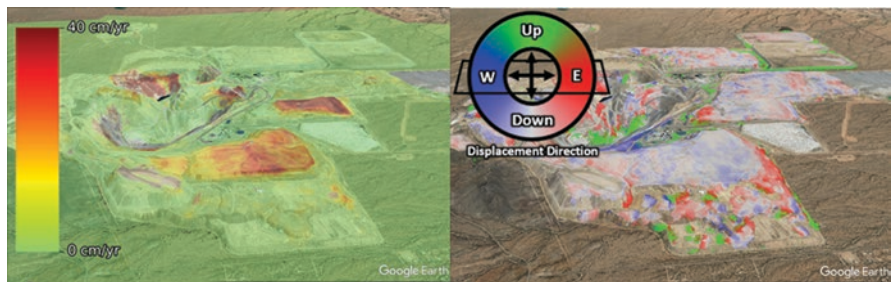 40 cm/yr
0 cm/yr
Google Earth
Up
W
E
Down
Displacement Direction
Google Earth